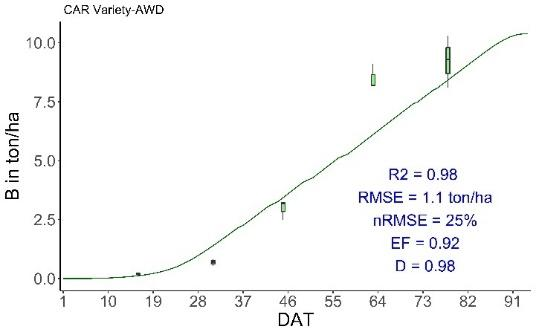 CAR Variety-AWD
B in ton/ha
10.0
7.5
5.0
2.5
0.0
R2 = 0.98
RMSE = 1.1 ton/ha
nRMSE = 25%
EF = 0.92
D = 0.98
1 10 19 28 37 46 55 64 73 82 91
DAT